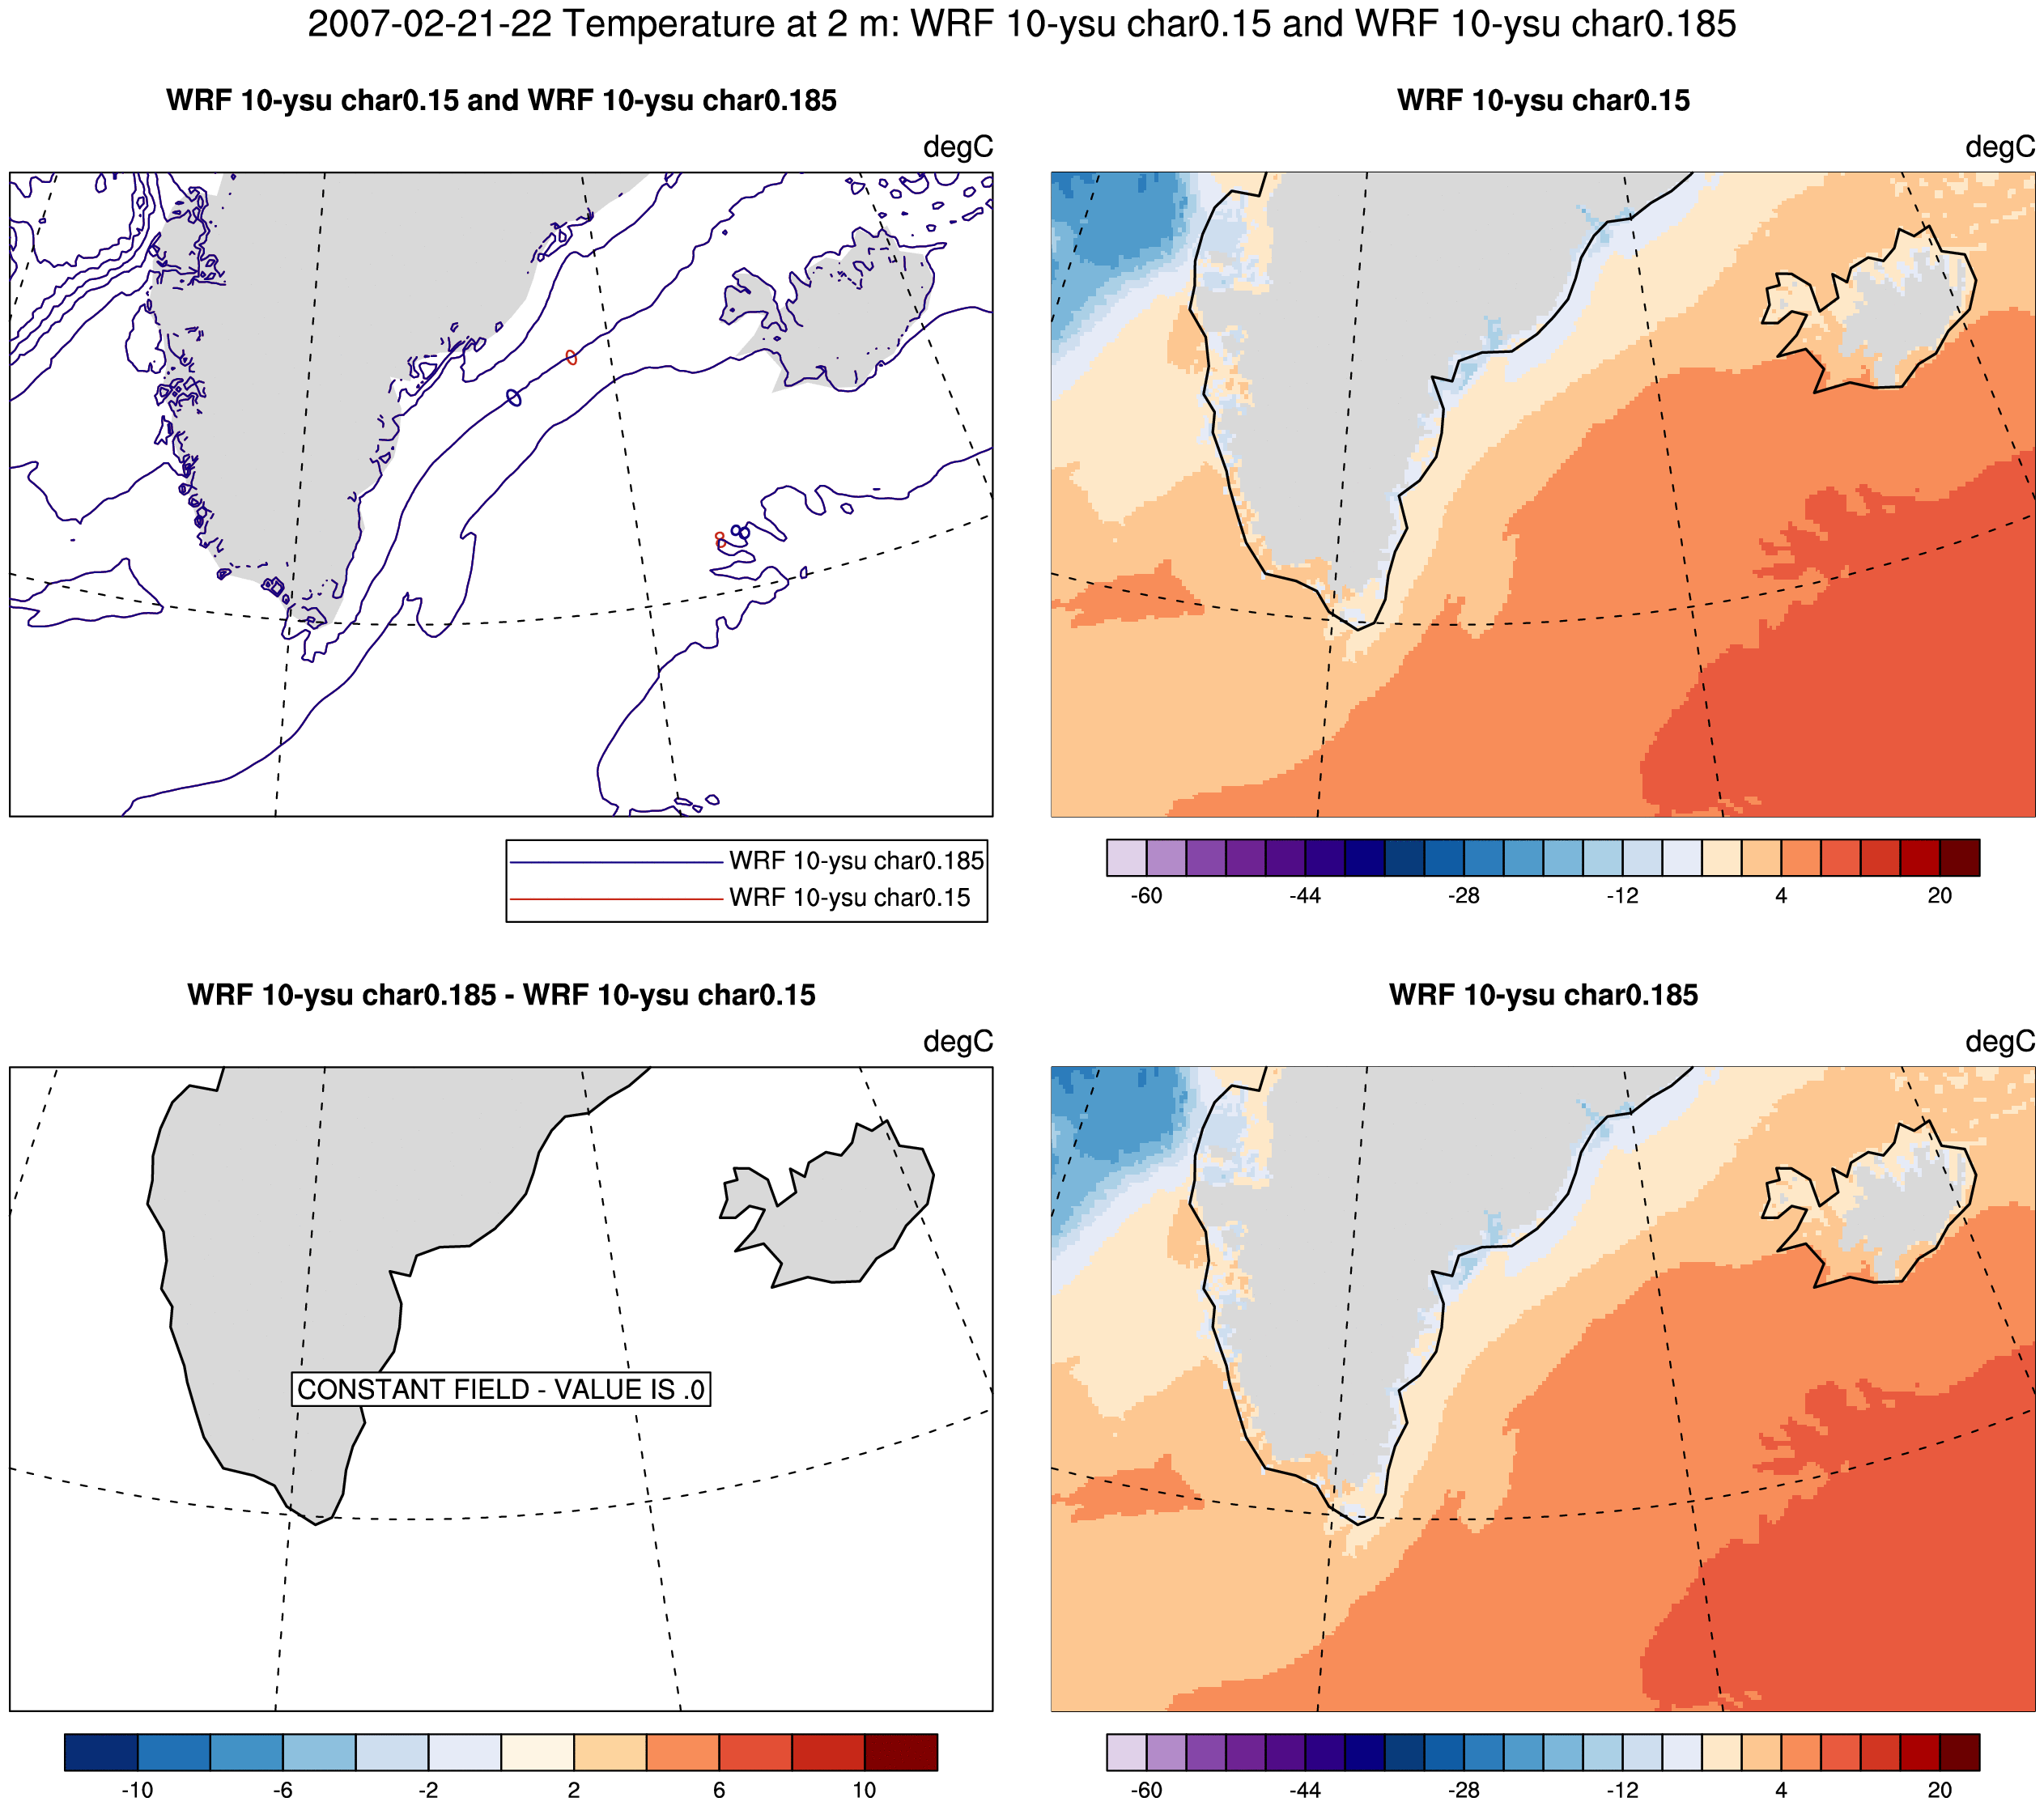 2007-02-21-22 Temperature at 2 m: WRF 10-ysu char0.15 and WRF 10-ysu char0.185
WRF 10-ysu char0.15 and WRF 10-ysu char0.185
degC
0
0
8
8
WRF 10-ysu char0.185
WRF 10-ysu char0.15
WRF 10-ysu char0.15
degC
-60 -44 -28 -12 4 20
WRF 10-ysu char0.185 - WRF 10-ysu char0.15
degC
CONSTANT FIELD - VALUE IS .0
-10 -6 -2 2 6 10
WRF 10-ysu char0.185
degC
-60 -44 -28 -12 4 20